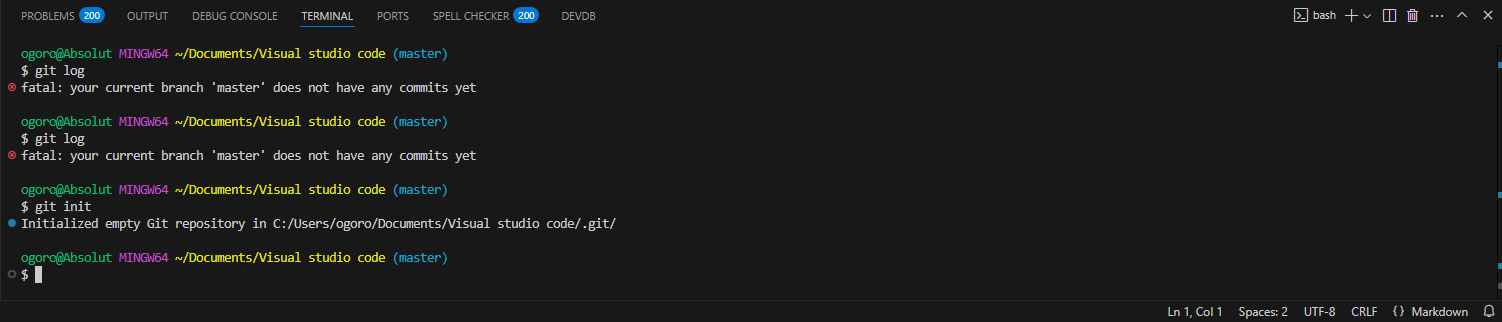 PROBLEMS 200 OUTPUT DEBUG CONSOLE TERMINAL PORTS SPELL CHECKER 200 DEVDB bash
ogoro@Absolut MINGW64 ~/Documents/Visual studio code (master)
$ git log
fatal: your current branch 'master' does not have any commits yet
ogoro@Absolut MINGW64 ~/Documents/Visual studio code (master)
$ git log
fatal: your current branch 'master' does not have any commits yet
ogoro@Absolut MINGW64 ~/Documents/Visual studio code (master)
$ git init
Initialized empty Git repository in C:/Users/ogoro/Documents/Visual studio code/.git/
ogoro@Absolut MINGW64 ~/Documents/Visual studio code (master)
$
Ln 1, Col 1 Spaces: 2 UTF-8 CRLF {} Markdown